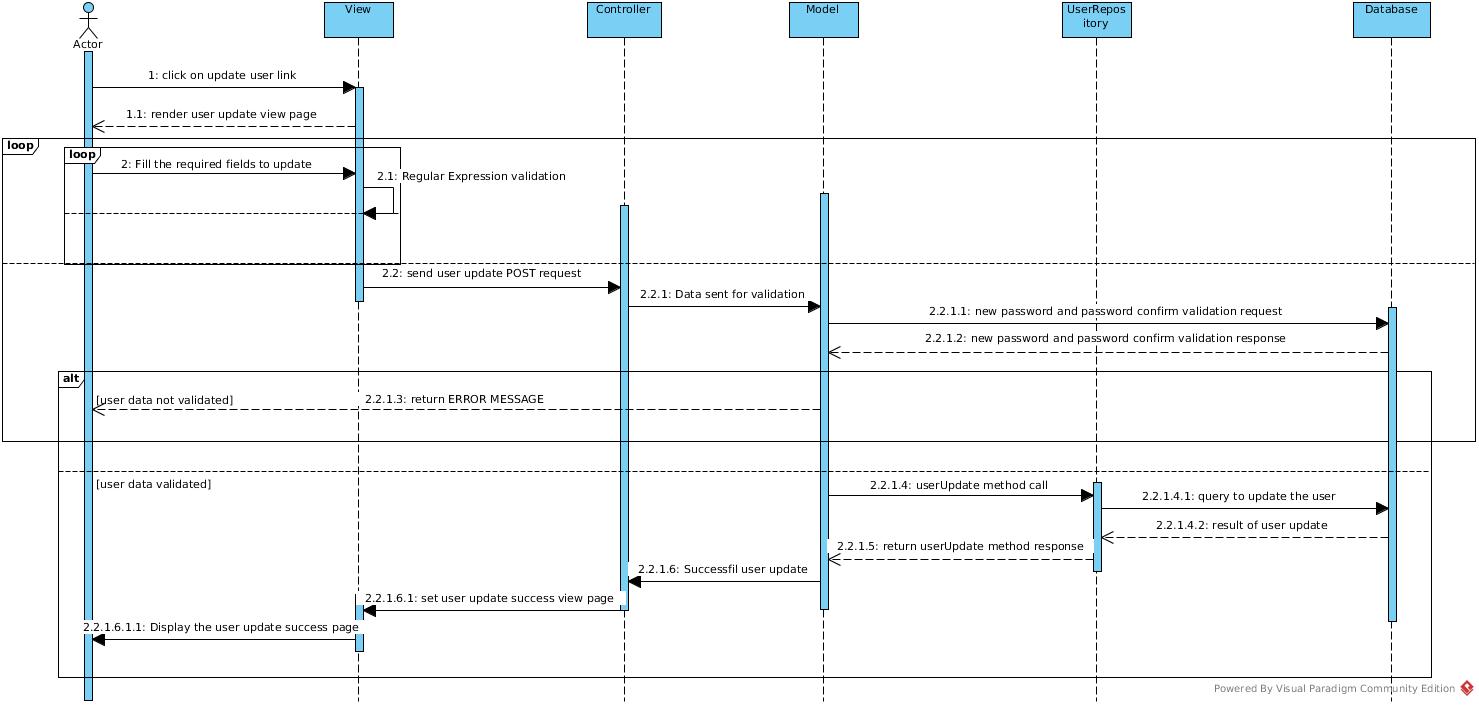 View
Controller
Model
UserRepos
itory
Database
Actor
1: click on update user link
1.1: render user update view page
loop
loop
2: Fill the required fields to update
2.1: Regular Expression validation
2.2: send user update POST request
2.2.1: Data sent for validation
2.2.1.1: new password and password confirm validation request
2.2.1.2: new password and password confirm validation response
alt
[user data not validated]
2.2.1.3: return ERROR MESSAGE
[user data validated]
2.2.1.4: userUpdate method call
2.2.1.4.1: query to update the user
2.2.1.4.2: result of user update
2.2.1.5: return userUpdate method response
2.2.1.6: Successfil user update
2.2.1.6.1: set user update success view page
2.2.1.6.1.1: Display the user update success page
Powered By Visual Paradigm Community Edition